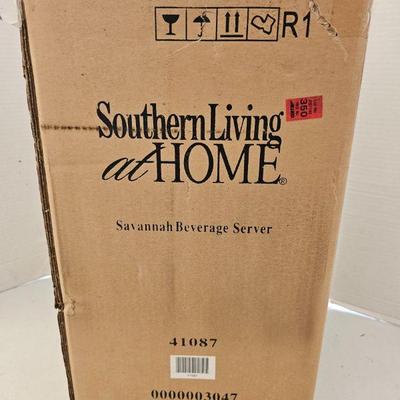 R1
Southern Living
at HOME®
350
Savannah Beverage Server
41087
0000003047